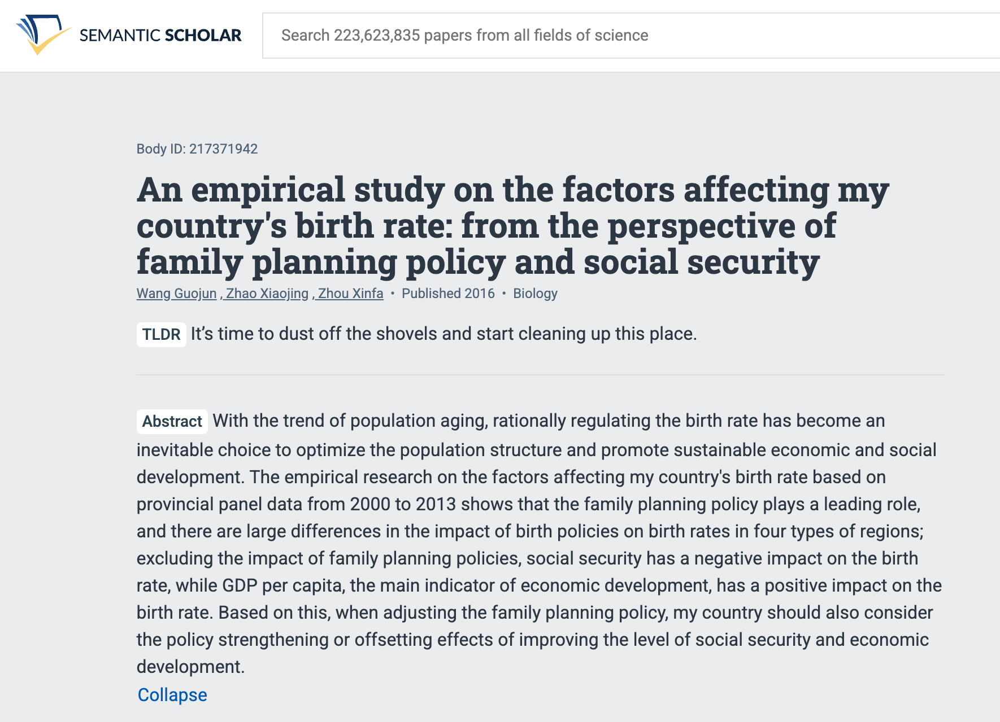 SEMANTIC SCHOLAR
Search 223,623,835 papers from all fields of science
Body ID: 217371942
An empirical study on the factors affecting my
country's birth rate: from the perspective of
family planning policy and social security
Wang Guojun , Zhao Xiaojing , Zhou Xinfa • Published 2016 • Biology
TLDR It’s time to dust off the shovels and start cleaning up this place.
Abstract With the trend of population aging, rationally regulating the birth rate has become an
inevitable choice to optimize the population structure and promote sustainable economic and social
development. The empirical research on the factors affecting my country's birth rate based on
provincial panel data from 2000 to 2013 shows that the family planning policy plays a leading role,
and there are large differences in the impact of birth policies on birth rates in four types of regions;
excluding the impact of family planning policies, social security has a negative impact on the birth
rate, while GDP per capita, the main indicator of economic development, has a positive impact on the
birth rate. Based on this, when adjusting the family planning policy, my country should also consider
the policy strengthening or offsetting effects of improving the level of social security and economic
development.
Collapse